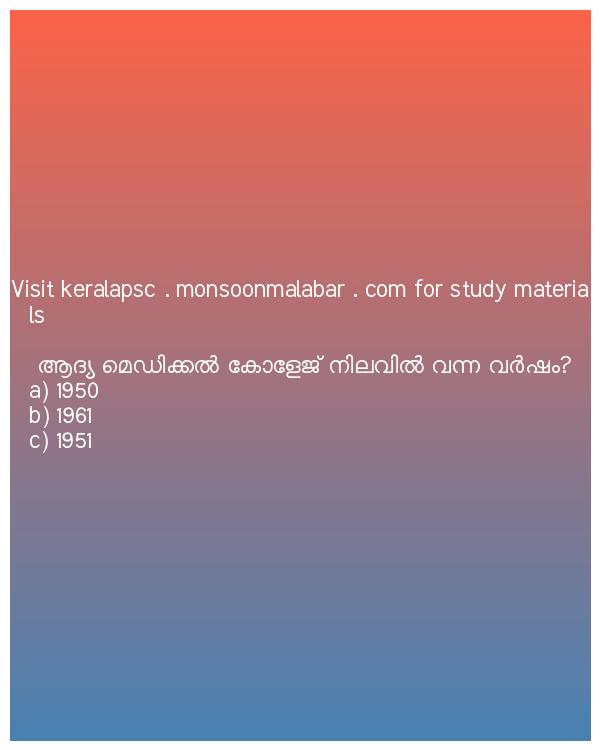 Visit keralapsc . monsoonmalabar . com for study materia
ls
ആദ്യ മെഡിക്കൽ കോളേജ് നിലവിൽ വന്ന വർഷം?
a) 1950
b) 1961
c) 1951